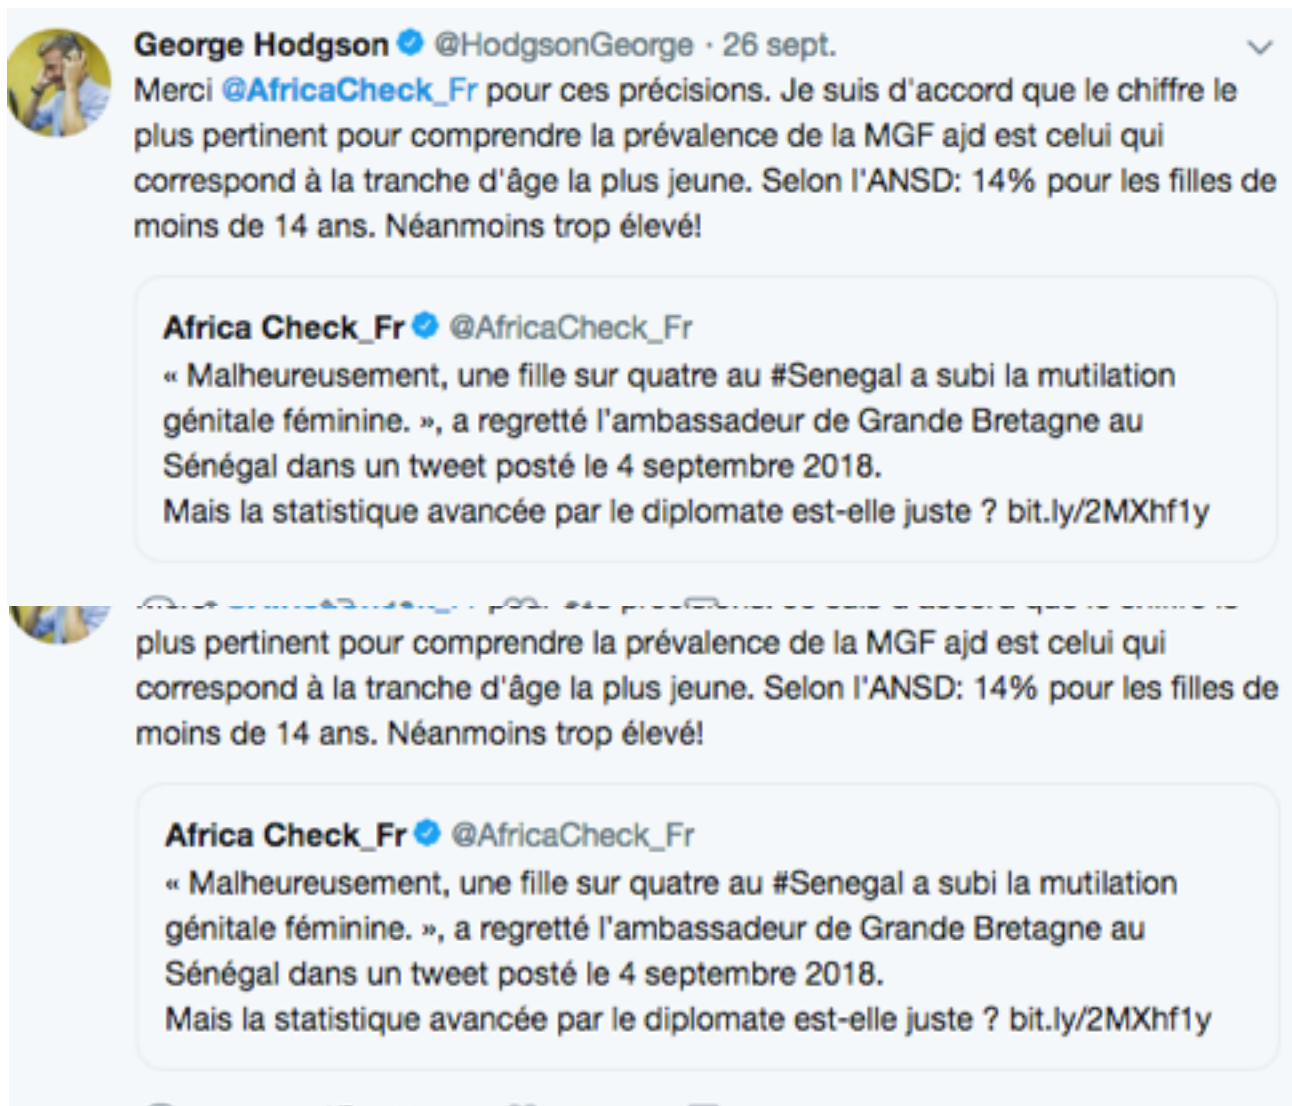 George Hodgson @HodgsonGeorge · 26 sept.
Merci @AfricaCheck_Fr pour ces précisions. Je suis d'accord que le chiffre le
plus pertinent pour comprendre la prévalence de la MGF ajd est celui qui
correspond à la tranche d'âge la plus jeune. Selon l'ANSD: 14% pour les filles de
moins de 14 ans. Néanmoins trop élevé!
Africa Check_Fr @AfricaCheck_Fr
« Malheureusement, une fille sur quatre au #Senegal a subi la mutilation
génitale féminine. », a regretté l'ambassadeur de Grande Bretagne au
Sénégal dans un tweet posté le 4 septembre 2018.
Mais la statistique avancée par le diplomate est-elle juste ? bit.ly/2MXhf1y
plus pertinent pour comprendre la prévalence de la MGF ajd est celui qui
correspond à la tranche d'âge la plus jeune. Selon l'ANSD: 14% pour les filles de
moins de 14 ans. Néanmoins trop élevé!
Africa Check_Fr @AfricaCheck_Fr
« Malheureusement, une fille sur quatre au #Senegal a subi la mutilation
génitale féminine. », a regretté l'ambassadeur de Grande Bretagne au
Sénégal dans un tweet posté le 4 septembre 2018.
Mais la statistique avancée par le diplomate est-elle juste ? bit.ly/2MXhf1y